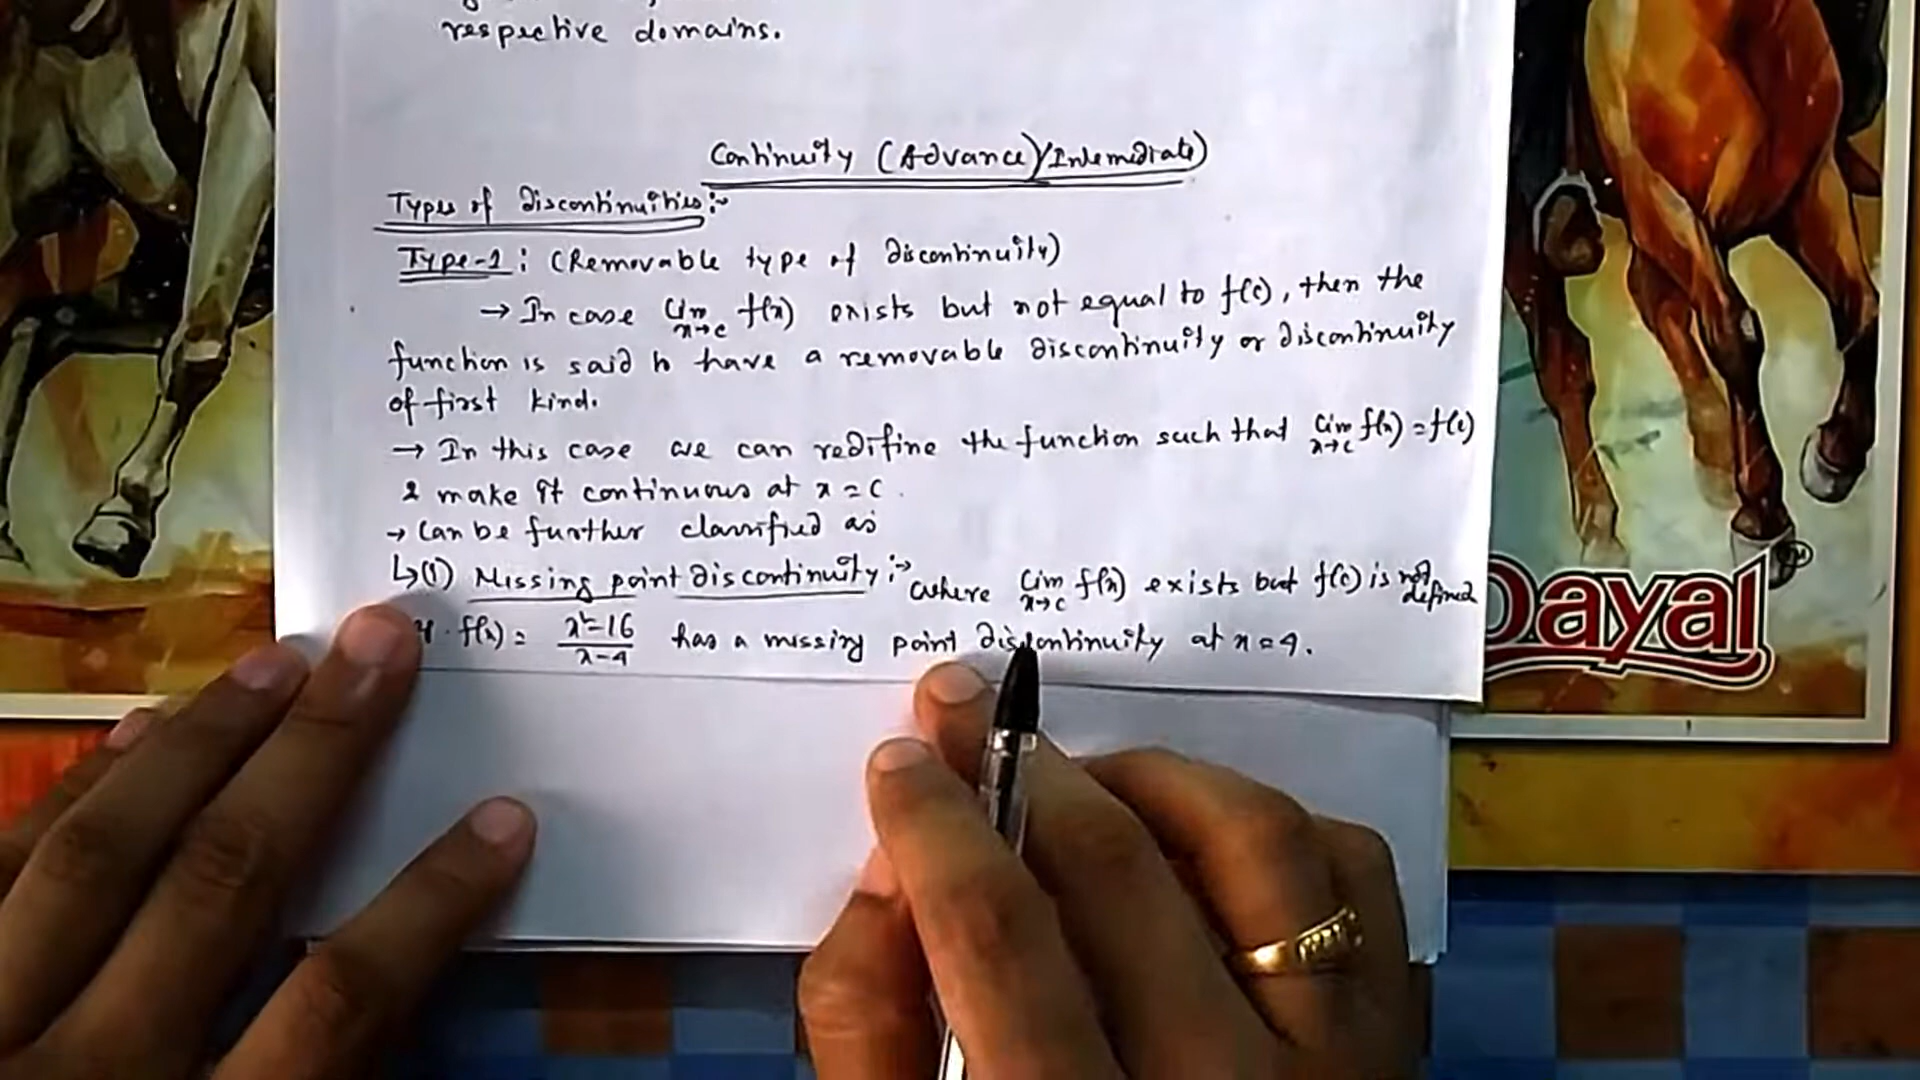 respective domains.
Continuity (Advance)/Intemediate)
Types of discontinuities :-
Type-1 : (Removable type of discontinuity)
→ In case lim x→c f(x) exists but not equal to f(c), then the
function is said to have a removable discontinuity or discontinuity
of first kind.
→ In this case we can redifine the function such that lim x→c f(x) = f(c)
& make it continuous at x = c.
→ Can be further classified as
↳(1) Missing point discontinuity :- where lim x→c f(x) exists but f(c) is not defined
f(x) = x²-16 / x-4 has a missing point discontinuity at x = 4.
Dayal